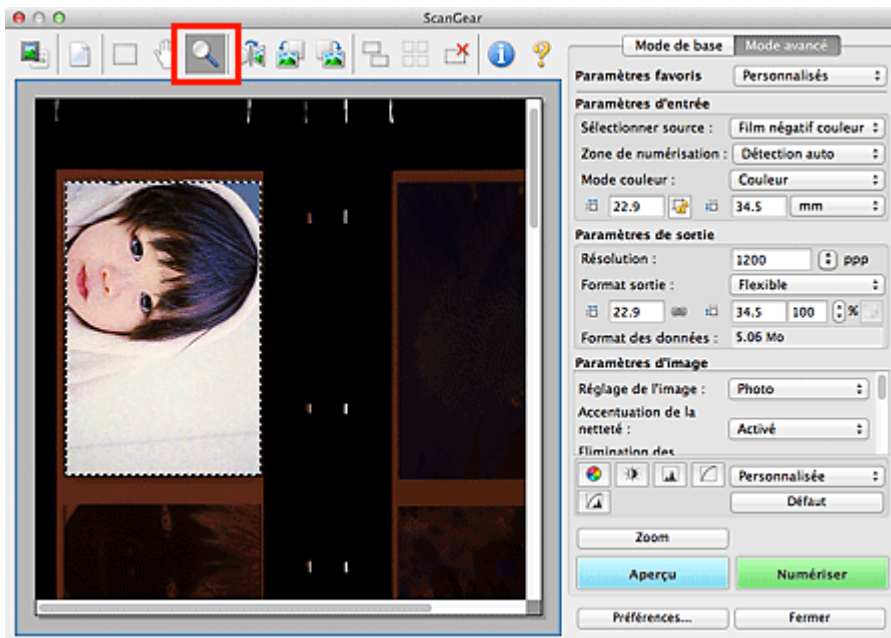 ScanGear
Mode de base Mode avancé
Paramètres favoris Personnalisés
Paramètres d'entrée
Sélectionner source : Film négatif couleur
Zone de numérisation : Détection auto
Mode couleur : Couleur
22.9 34.5 mm
Paramètres de sortie
Résolution : 1200 ppp
Format sortie : Flexible
22.9 34.5 100 %
Format des données : 5.06 Mo
Paramètres d'image
Réglage de l'image : Photo
Accentuation de la
netteté : Activé
Elimination des
Personnalisée
Défaut
Zoom
Aperçu Numériser
Préférences... Fermer